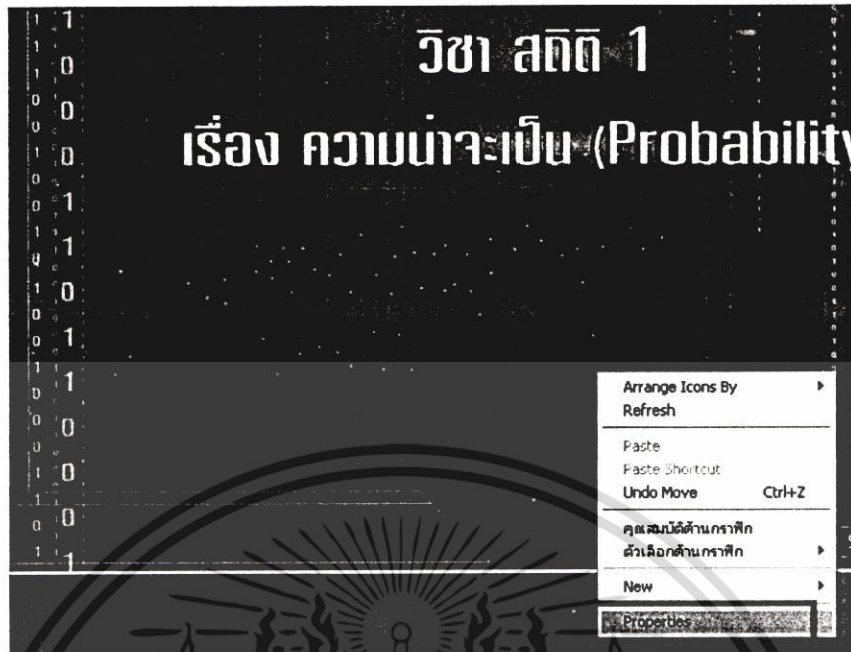 วิชา สถิติ 1
เรื่อง ความน่าจะเป็น (Probability
Arrange Icons By
Refresh
Paste
Paste Shortcut
Undo Move Ctrl+Z
คุณสมบัติด้านกราฟิก
ตัวเลือกด้านกราฟิก
New
Properties